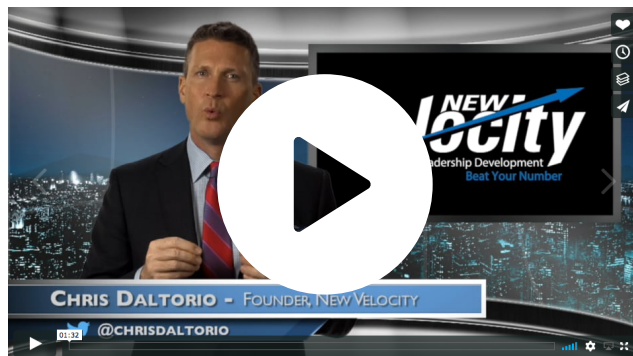 NEW
locity
adership Development
Beat Your Number
CHRIS DALTORIO - FOUNDER, NEW VELOCITY
@CHRISDALTORIO
01:32